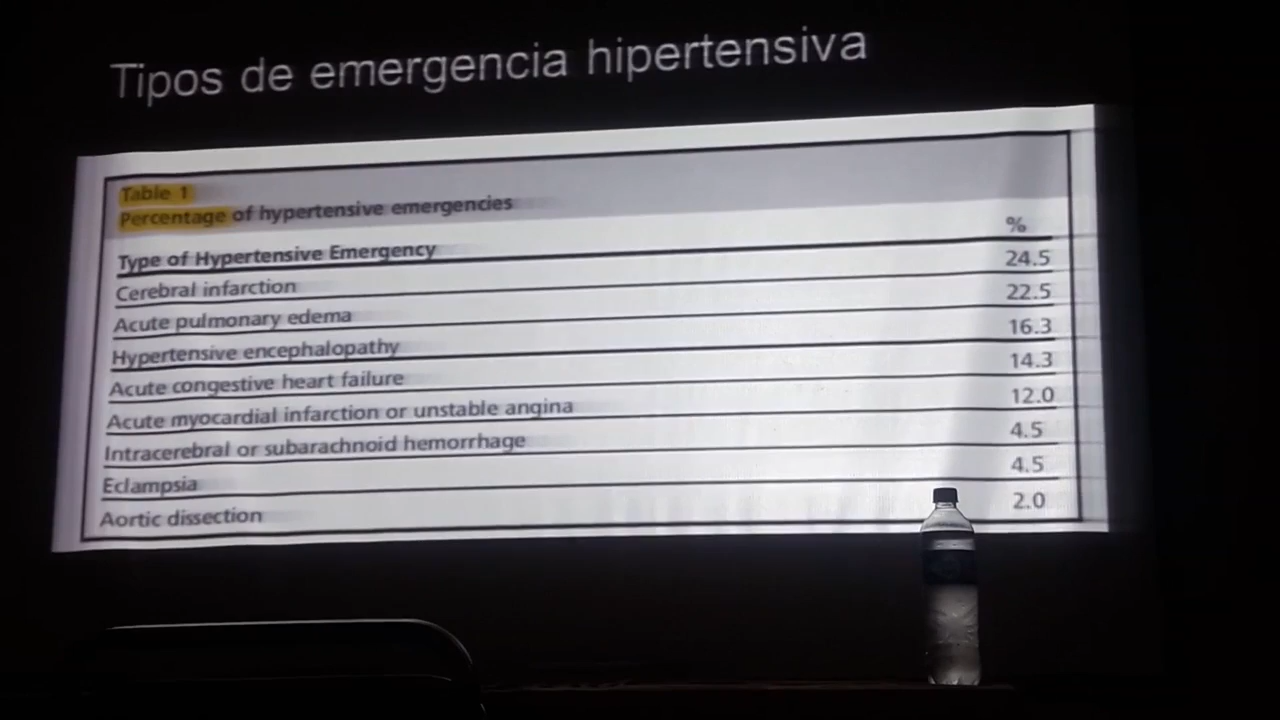 Tipos de emergencia hipertensiva
Table 1
Percentage of hypertensive emergencies
Type of Hypertensive Emergency %
Cerebral infarction 24.5
Acute pulmonary edema 22.5
Hypertensive encephalopathy 16.3
Acute congestive heart failure 14.3
Acute myocardial infarction or unstable angina 12.0
Intracerebral or subarachnoid hemorrhage 4.5
Eclampsia 4.5
Aortic dissection 2.0